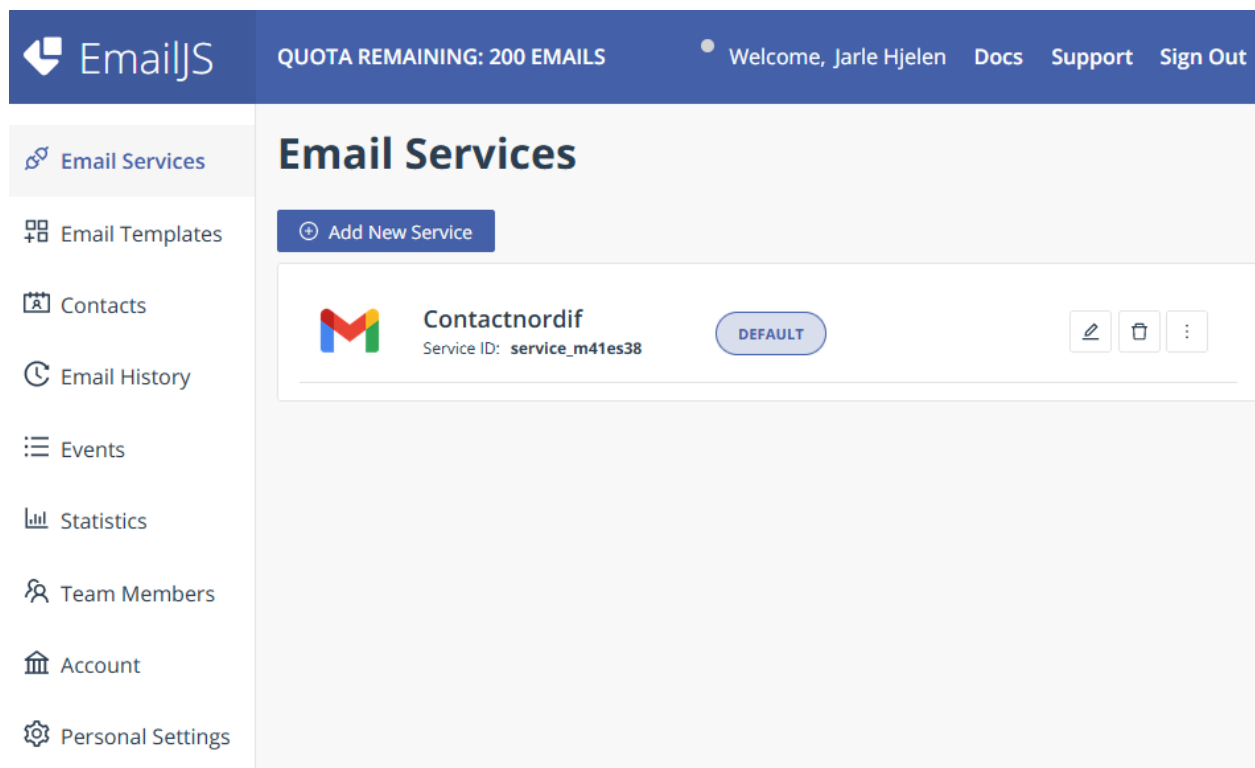 EmailJS
QUOTA REMAINING: 200 EMAILS
Welcome, Jarle Hjelen
Docs
Support
Sign Out
Email Services
Email Templates
Contacts
Email History
Events
Statistics
Team Members
Account
Personal Settings
Email Services
Add New Service
Contactnordif
Service ID: service_m41es38
DEFAULT